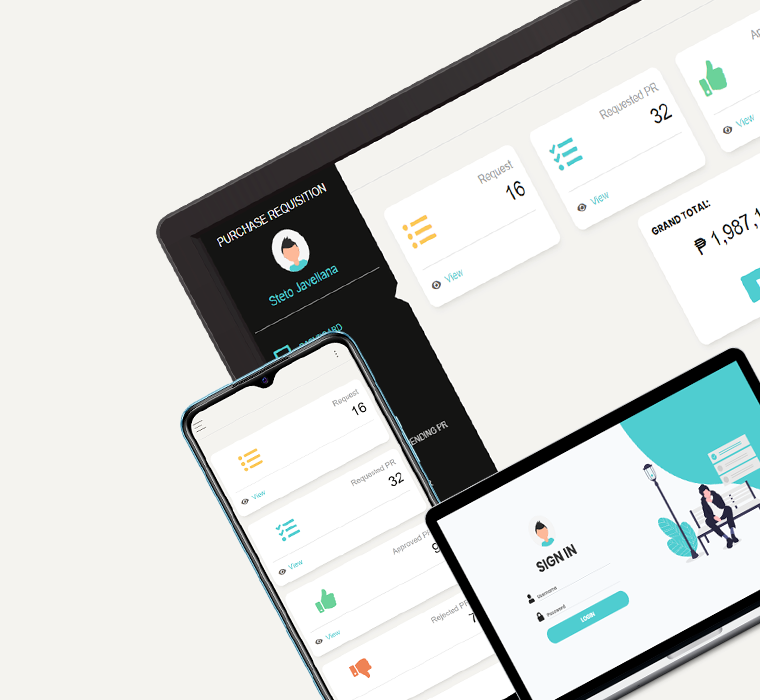 PURCHASE REQUISITION
Steto Javellana
DASHBOARD
PENDING PR
Request
16
View
Requested PR
32
View
View
GRAND TOTAL:
₱ 1,987,1
Request
16
View
Requested PR
32
View
Approved PR
View
Rejected PR
7
SIGN IN
Username
Password
LOGIN